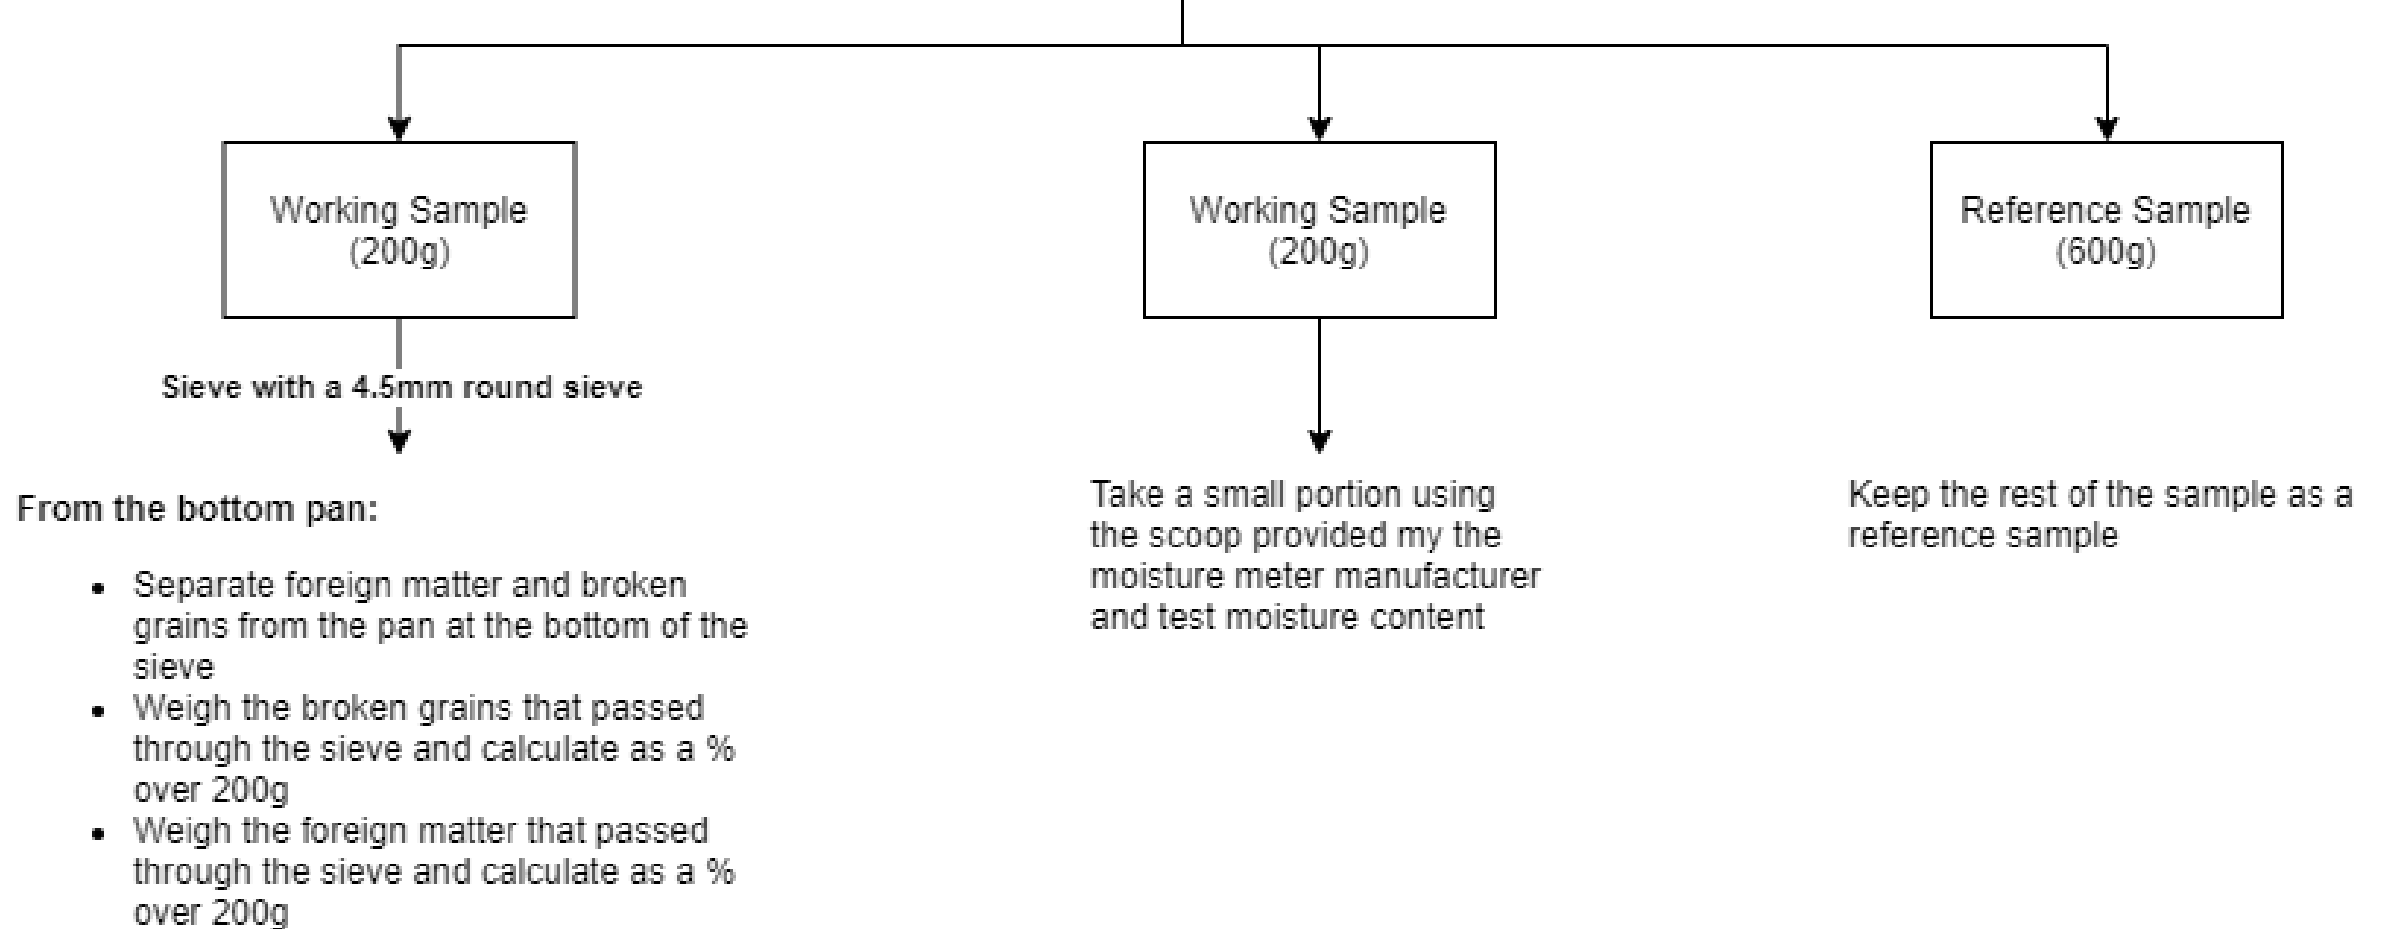 Working Sample
(200g)
Working Sample
(200g)
Reference Sample
(600g)
Sieve with a 4.5mm round sieve
From the bottom pan:
• Separate foreign matter and broken
grains from the pan at the bottom of the
sieve
• Weigh the broken grains that passed
through the sieve and calculate as a %
over 200g
• Weigh the foreign matter that passed
through the sieve and calculate as a %
over 200g
Take a small portion using
the scoop provided my the
moisture meter manufacturer
and test moisture content
Keep the rest of the sample as a
reference sample